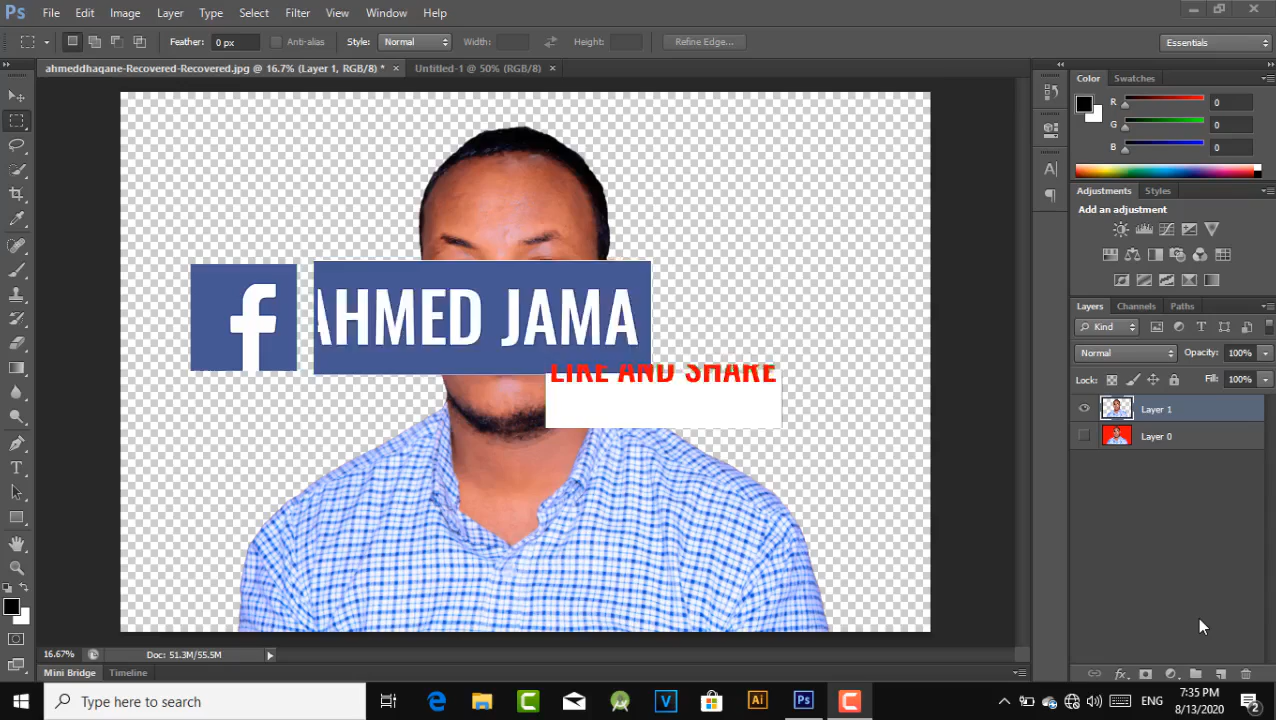 Ps File Edit Image Layer Type Select Filter View Window Help
Feather: 0 px Anti-alias Style: Normal Width: Height: Refine Edge... Essentials
ahmeddhaqane-Recovered-Recovered.jpg @ 16.7% (Layer 1, RGB/8) * × Untitled-1 @ 50% (RGB/8) ×
Color Swatches
R 0
G 0
B 0
Adjustments Styles
Add an adjustment
f AHMED JAMA
LIKE AND SHARE
Layers Channels Paths
Kind
Normal Opacity: 100%
Lock: Fill: 100%
Layer 1
Layer 0
16.67% Doc: 51.3M/55.5M
Mini Bridge Timeline
Type here to search
ENG
7:35 PM
8/13/2020
2